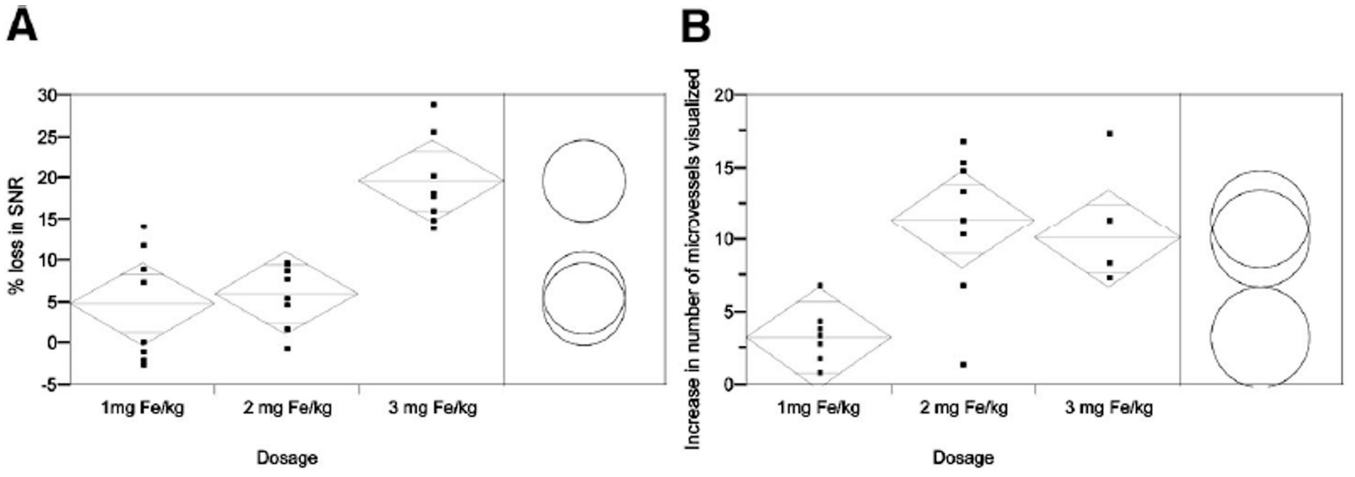 A
B
% loss in SNR
30
25
20
15
10
5
0
-5
1mg Fe/kg 2 mg Fe/kg 3 mg Fe/kg
Dosage
Increase in number of microvessels visualized
20
15
10
5
0
1mg Fe/kg 2 mg Fe/kg 3 mg Fe/kg
Dosage